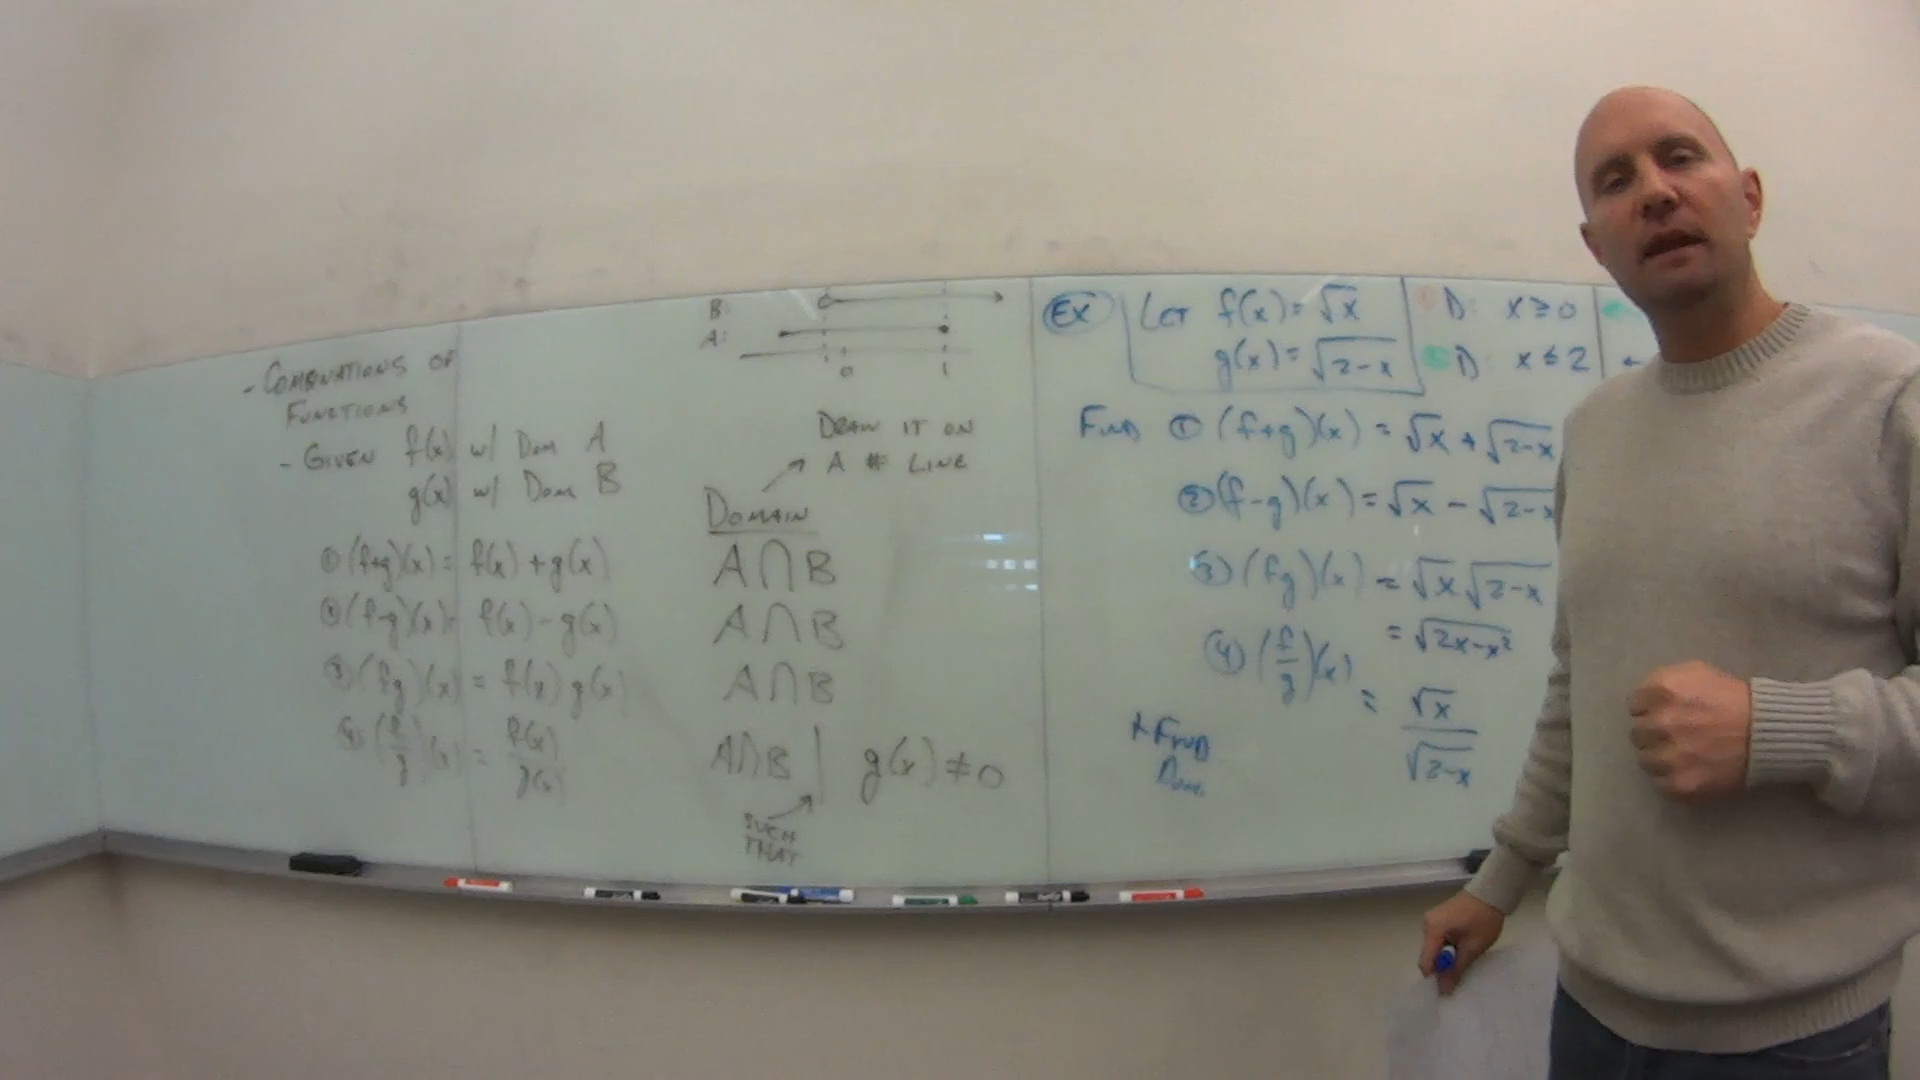 - COMBINATIONS OF
FUNCTIONS
- GIVEN f(x) w/ Dom A
g(x) w/ Dom B
① (f+g)(x) = f(x) + g(x)
② (f-g)(x) = f(x) - g(x)
③ (fg)(x) = f(x) g(x)
④ (f/g)(x) = f(x)/g(x)
B:
A:
0 1
DRAW IT ON
A # LINE
DOMAIN
A∩B
A∩B
A∩B
A∩B | g(x) ≠ 0
SUCH
THAT
EX LET f(x) = √x D: x ≥ 0
g(x) = √(2-x) D x ≤ 2 ←
FIND ① (f+g)(x) = √x + √(2-x)
② (f-g)(x) = √x - √(2-x)
③ (fg)(x) = √x √(2-x)
= √(2x-x²)
④ (f/g)(x) = √x/√(2-x)
+ FIND
Dom.